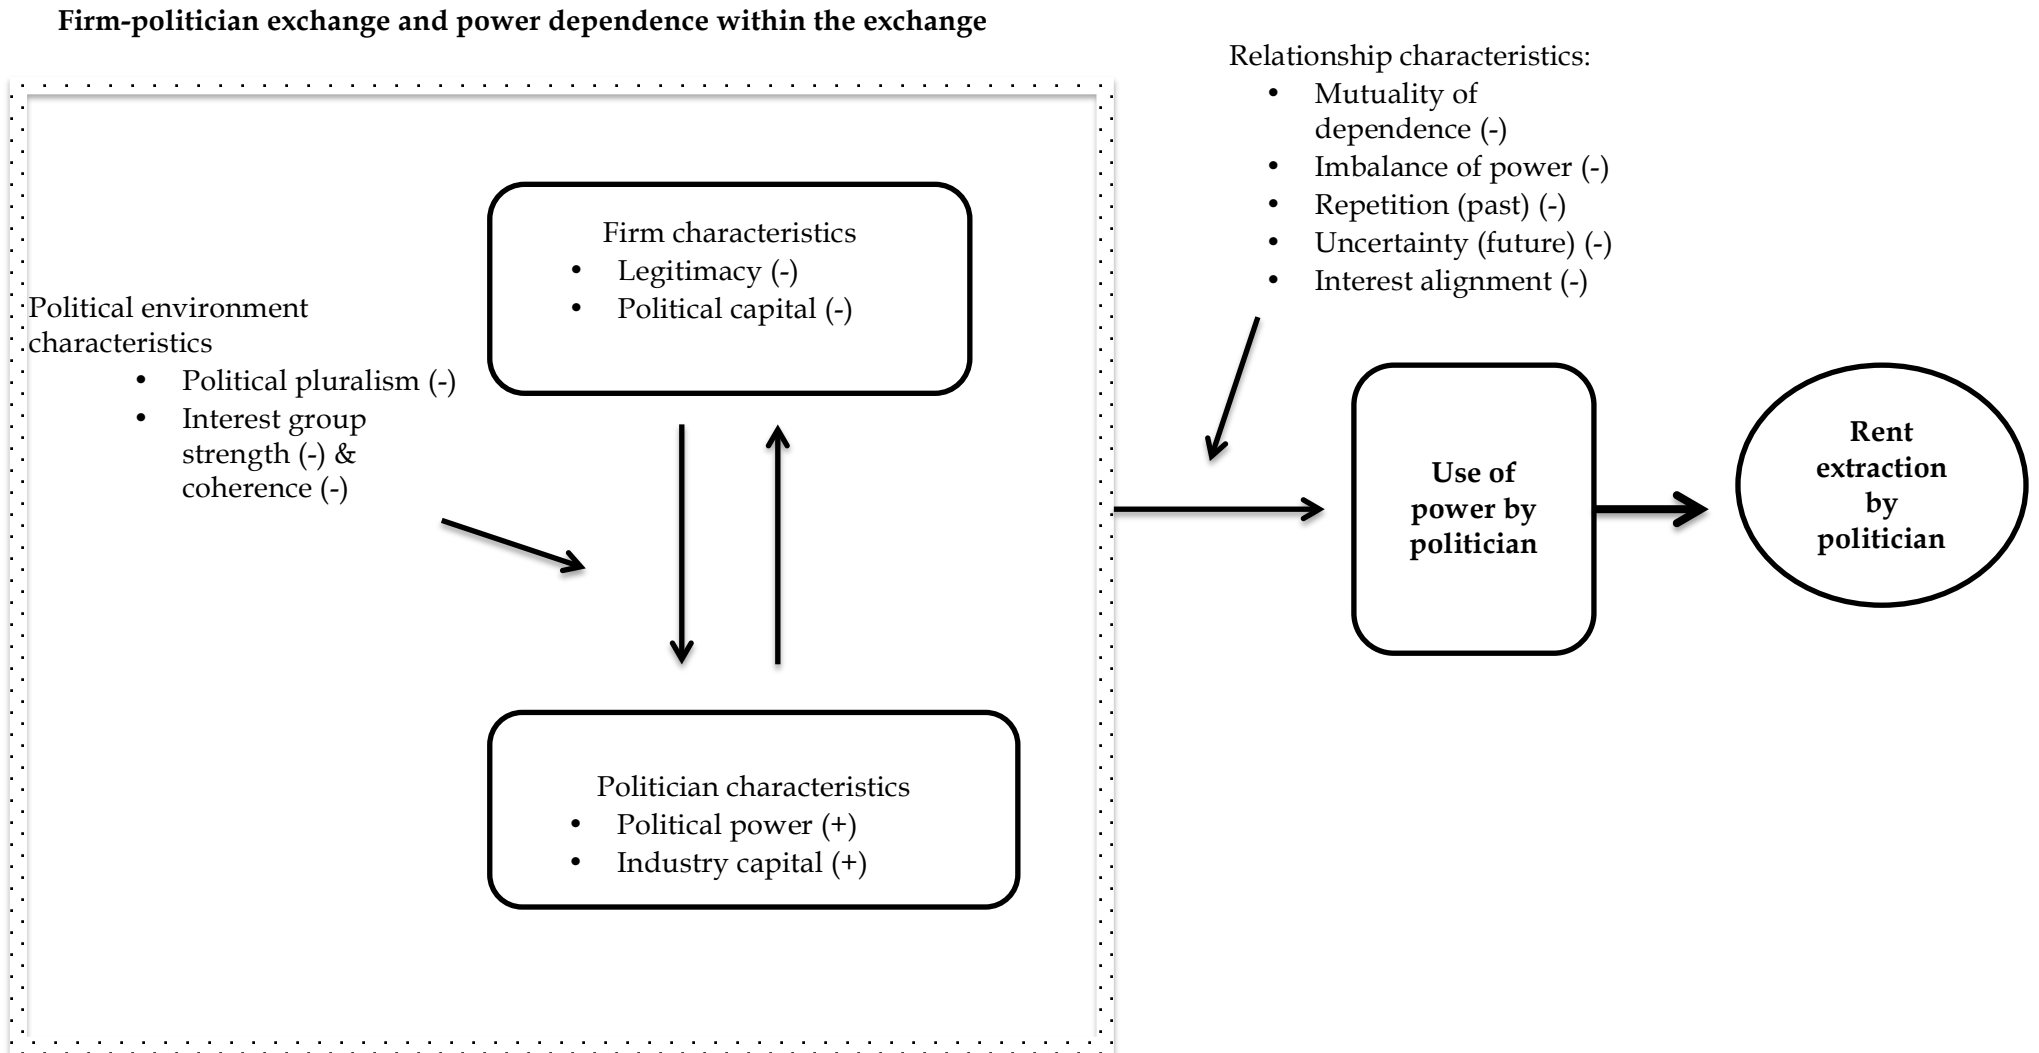 Firm-politician exchange and power dependence within the exchange
Relationship characteristics:
• Mutuality of
dependence (-)
• Imbalance of power (-)
• Repetition (past) (-)
• Uncertainty (future) (-)
• Interest alignment (-)
Firm characteristics
• Legitimacy (-)
• Political capital (-)
Political environment
characteristics
• Political pluralism (-)
• Interest group
strength (-) &
coherence (-)
Use of
power by
politician
Rent
extraction
by
politician
Politician characteristics
• Political power (+)
• Industry capital (+)